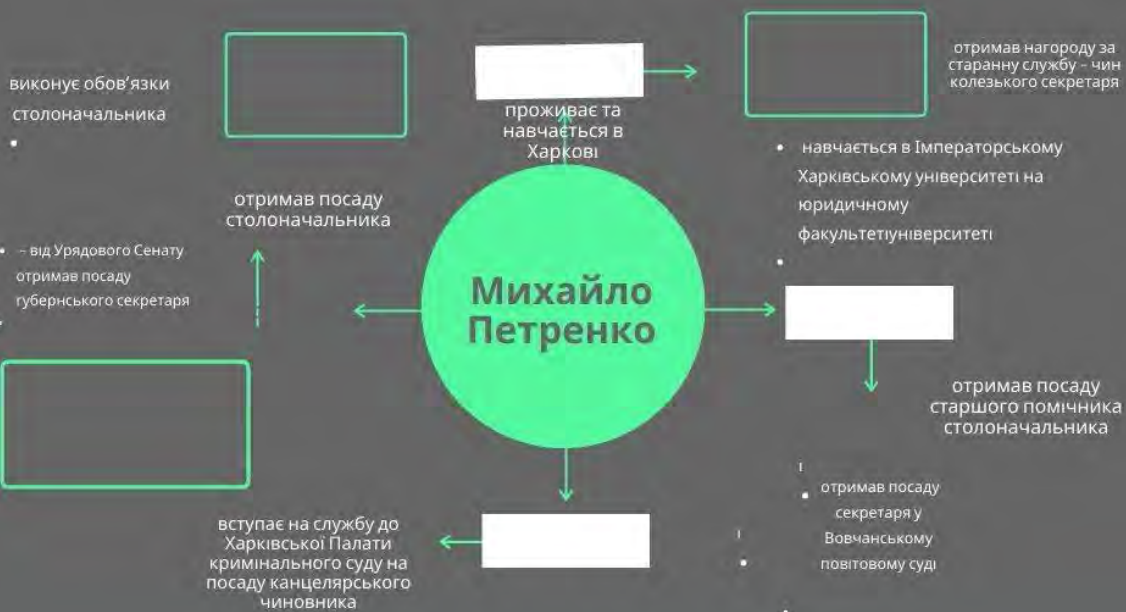 виконує обов’язки
столоначальника
отримав посаду
столоначальника
– від Урядового Сенату
отримав посаду
губернського секретаря
проживає та
навчається в
Харкові
отримав нагороду за
старанну службу – чин
колезького секретаря
навчається в Імператорському
Харківському університеті на
юридичному
факультетіуніверситеті
Михайло
Петренко
отримав посаду
старшого помічника
столоначальника
отримав посаду
секретаря у
Вовчанському
повітовому суді
вступає на службу до
Харківської Палати
кримінального суду на
посаду канцелярського
чиновника